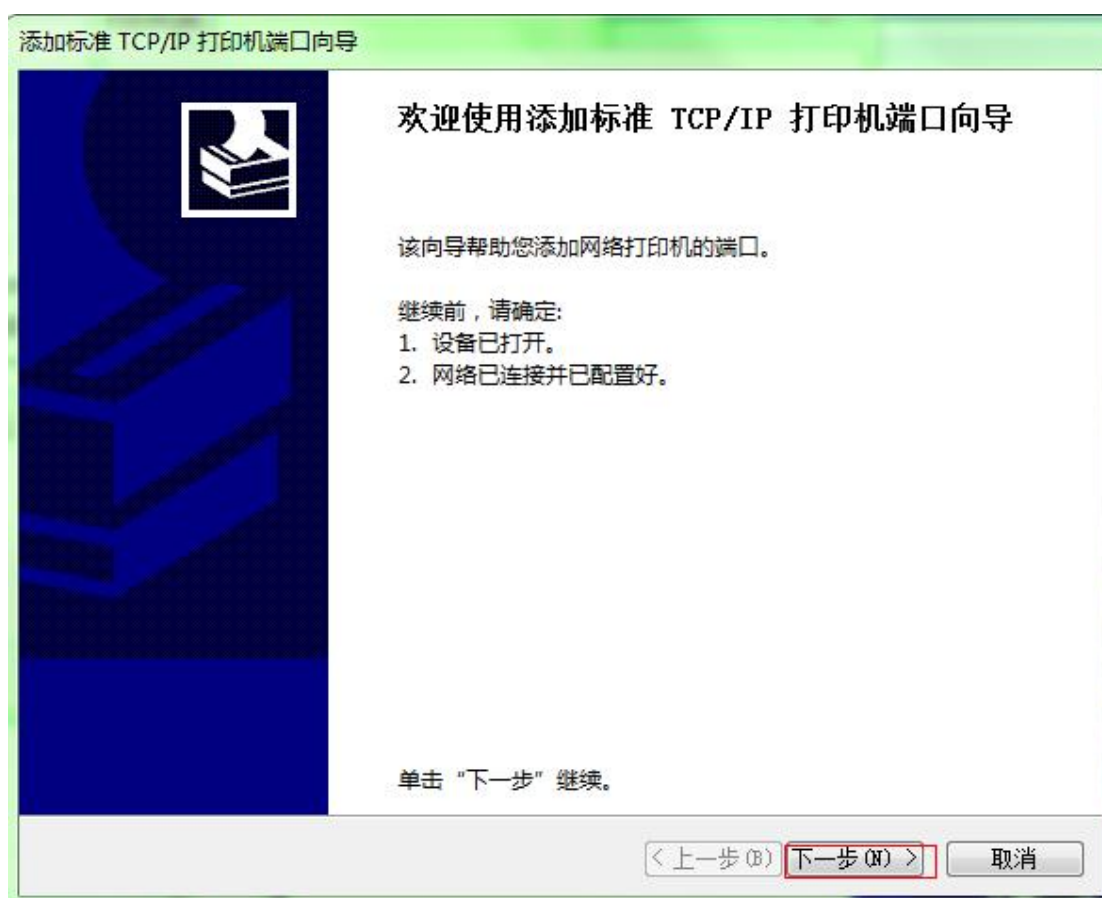 添加标准 TCP/IP 打印机端口向导
欢迎使用添加标准 TCP/IP 打印机端口向导
该向导帮助您添加网络打印机的端口。
继续前，请确定:
1. 设备已打开。
2. 网络已连接并已配置好。
单击 "下一步" 继续。
< 上一步(B) 下一步(N) > 取消